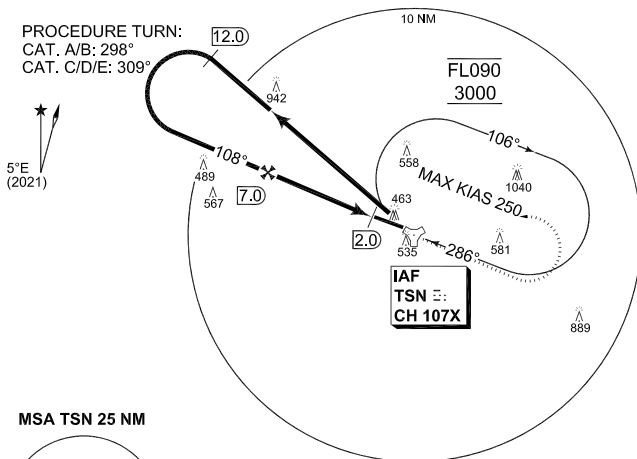 PROCEDURE TURN:
CAT. A/B: 298°
CAT. C/D/E: 309°
12.0
10 NM
FL090
3000
942
5°E
(2021)
108°
489
567
7.0
2.0
558
106°
1040
MAX KIAS 250
463
535
286°
581
889
IAF
TSN
CH 107X
MSA TSN 25 NM